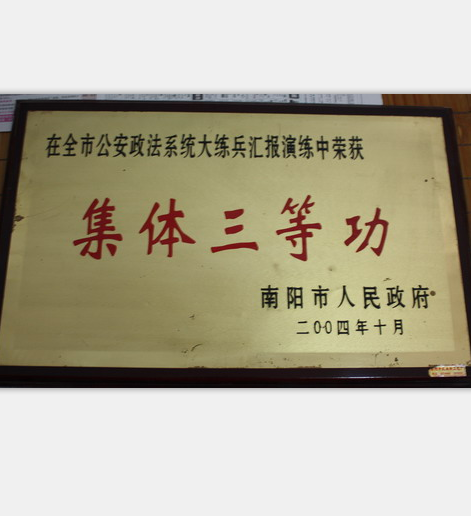 在全市公安政法系统大练兵汇报演练中荣获
集体三等功
南阳市人民政府
二00四年十月